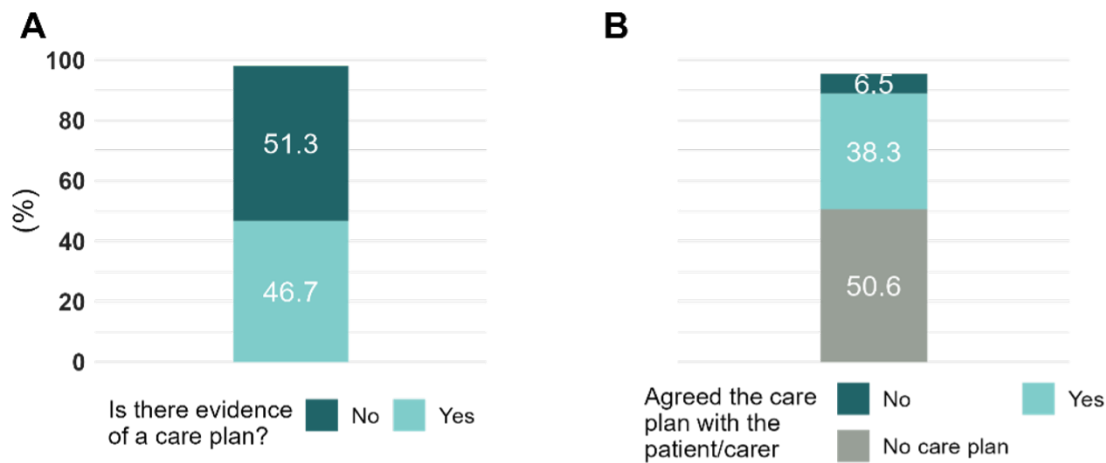 A
B
100
80
60
40
20
0
(%)
51.3
46.7
6.5
38.3
50.6
Is there evidence
of a care plan?
No
Yes
Agreed the care
plan with the
patient/carer
No
Yes
No care plan